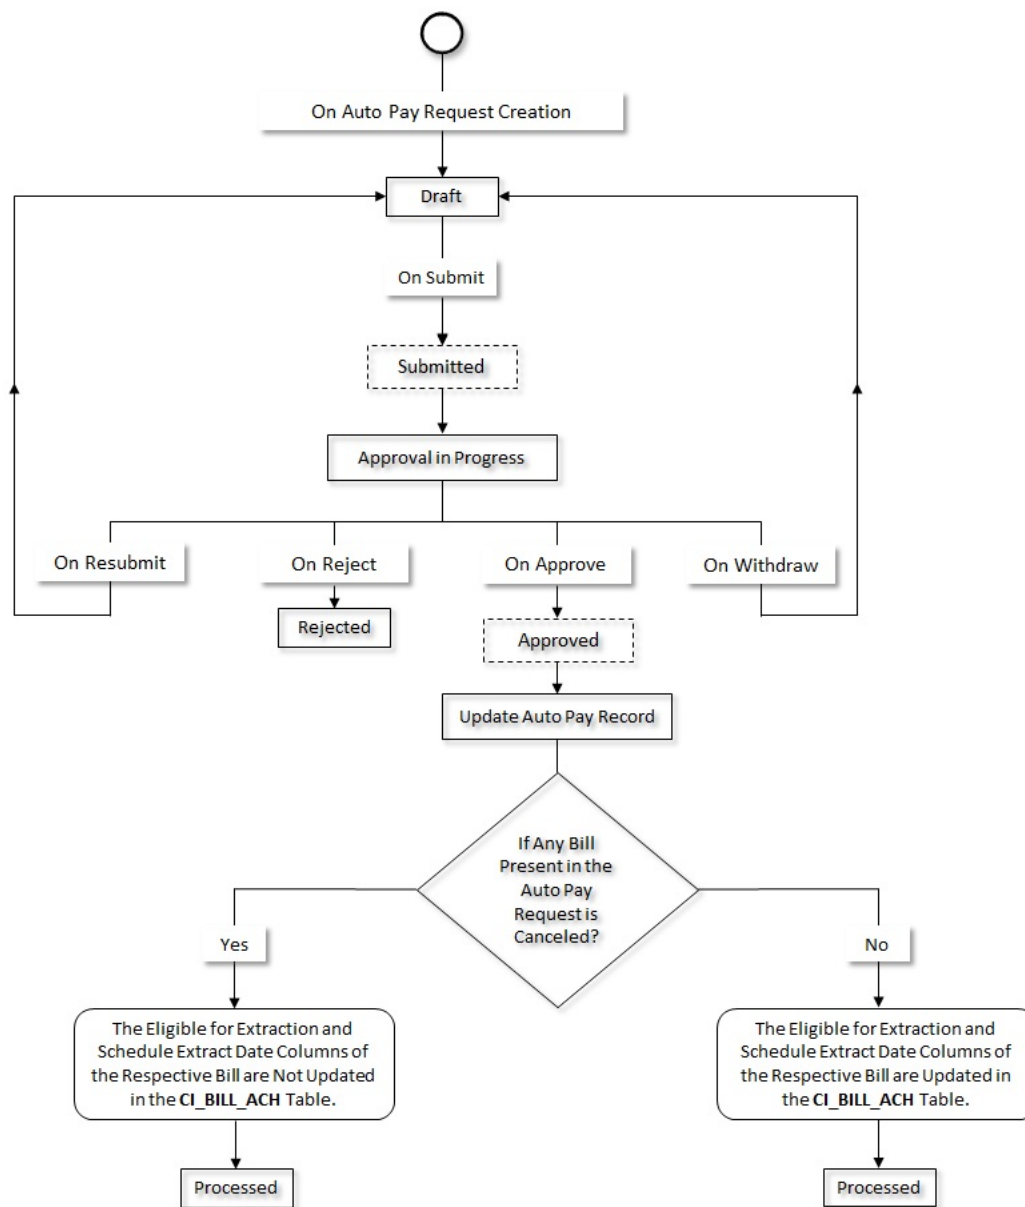 On Auto Pay Request Creation
Draft
On Submit
Submitted
Approval in Progress
On Resubmit
On Reject
On Approve
On Withdraw
Rejected
Approved
Update Auto Pay Record
If Any Bill
Present in the
Auto Pay
Request is
Canceled?
Yes
No
The Eligible for Extraction and
Schedule Extract Date Columns of
the Respective Bill are Not Updated
in the CI_BILL_ACH Table.
The Eligible for Extraction and
Schedule Extract Date Columns of
the Respective Bill are Updated in
the CI_BILL_ACH Table.
Processed
Processed